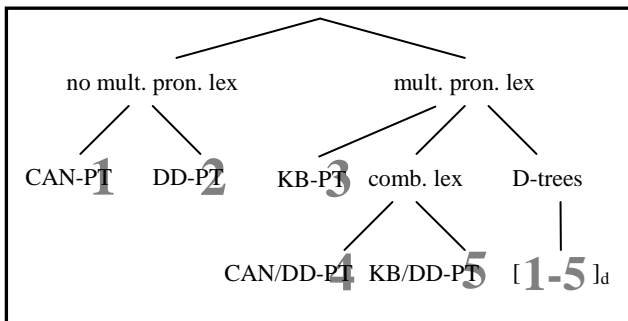 no mult. pron. lex mult. pron. lex
CAN-PT 1 DD-PT 2 KB-PT 3 comb. lex D-trees
CAN/DD-PT 4 KB/DD-PT 5 [1-5]d